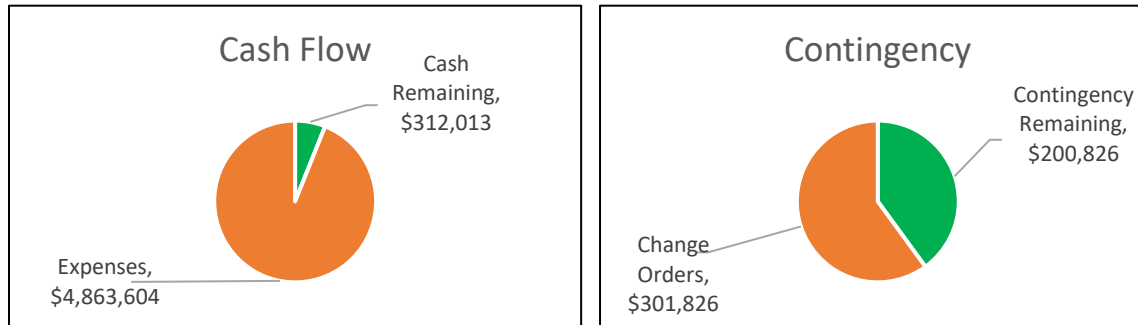 Cash Flow
Cash
Remaining,
$312,013
Expenses,
$4,863,604
Contingency
Contingency
Remaining,
$200,826
Change
Orders,
$301,826